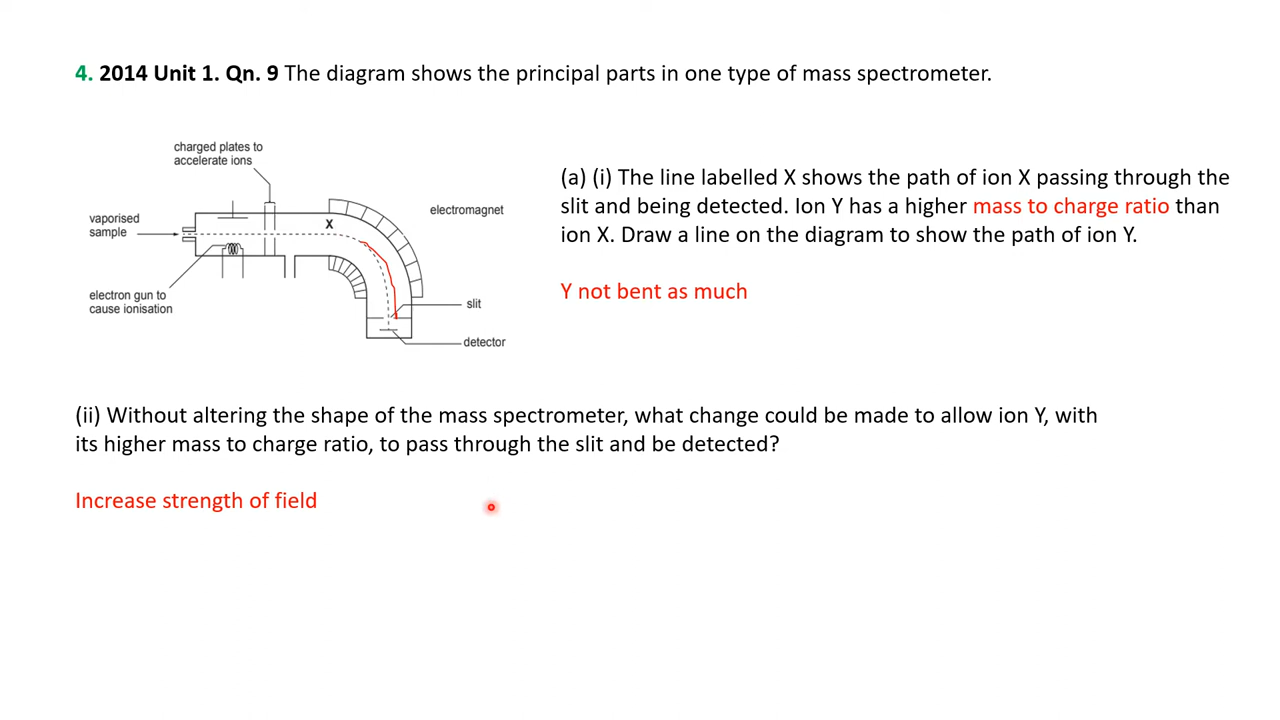 4. 2014 Unit 1. Qn. 9 The diagram shows the principal parts in one type of mass spectrometer.
charged plates to
accelerate ions
vaporised
sample
X
electromagnet
electron gun to
cause ionisation
slit
detector
(a) (i) The line labelled X shows the path of ion X passing through the
slit and being detected. Ion Y has a higher mass to charge ratio than
ion X. Draw a line on the diagram to show the path of ion Y.
Y not bent as much
(ii) Without altering the shape of the mass spectrometer, what change could be made to allow ion Y, with
its higher mass to charge ratio, to pass through the slit and be detected?
Increase strength of field